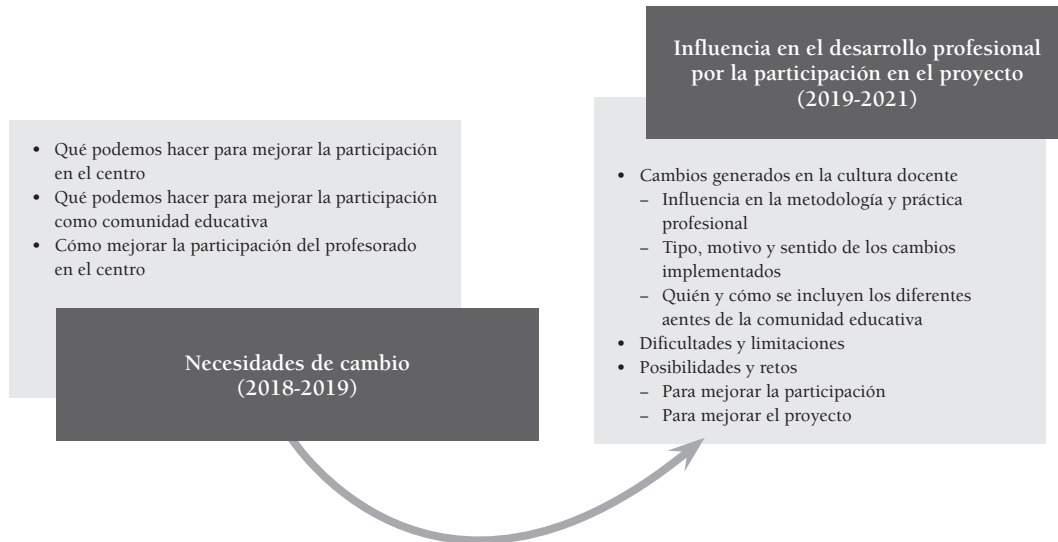 • Qué podemos hacer para mejorar la participación
en el centro
• Qué podemos hacer para mejorar la participación
como comunidad educativa
• Cómo mejorar la participación del profesorado
en el centro
Necesidades de cambio
(2018-2019)
Influencia en el desarrollo profesional
por la participación en el proyecto
(2019-2021)
• Cambios generados en la cultura docente
– Influencia en la metodología y práctica
profesional
– Tipo, motivo y sentido de los cambios
implementados
– Quién y cómo se incluyen los diferentes
aentes de la comunidad educativa
• Dificultades y limitaciones
• Posibilidades y retos
– Para mejorar la participación
– Para mejorar el proyecto